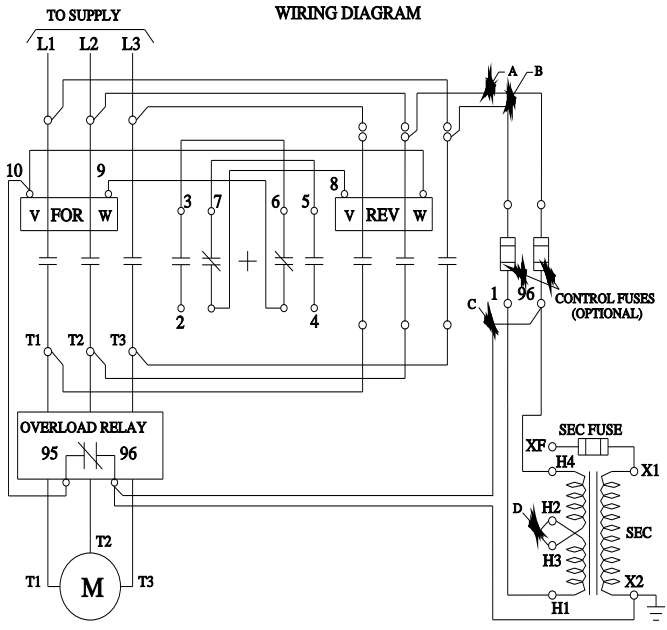 WIRING DIAGRAM
TO SUPPLY
L1 L2 L3
A B
10 9 3 7 6 5 8
V FOR W
V REV W
1 96
CONTROL FUSES
(OPTIONAL)
2 4
C
T1 T2 T3
OVERLOAD RELAY
95 96
SEC FUSE
XF
H4 X1
D H2
SEC
H3
T2
T1 M T3
X2
H1